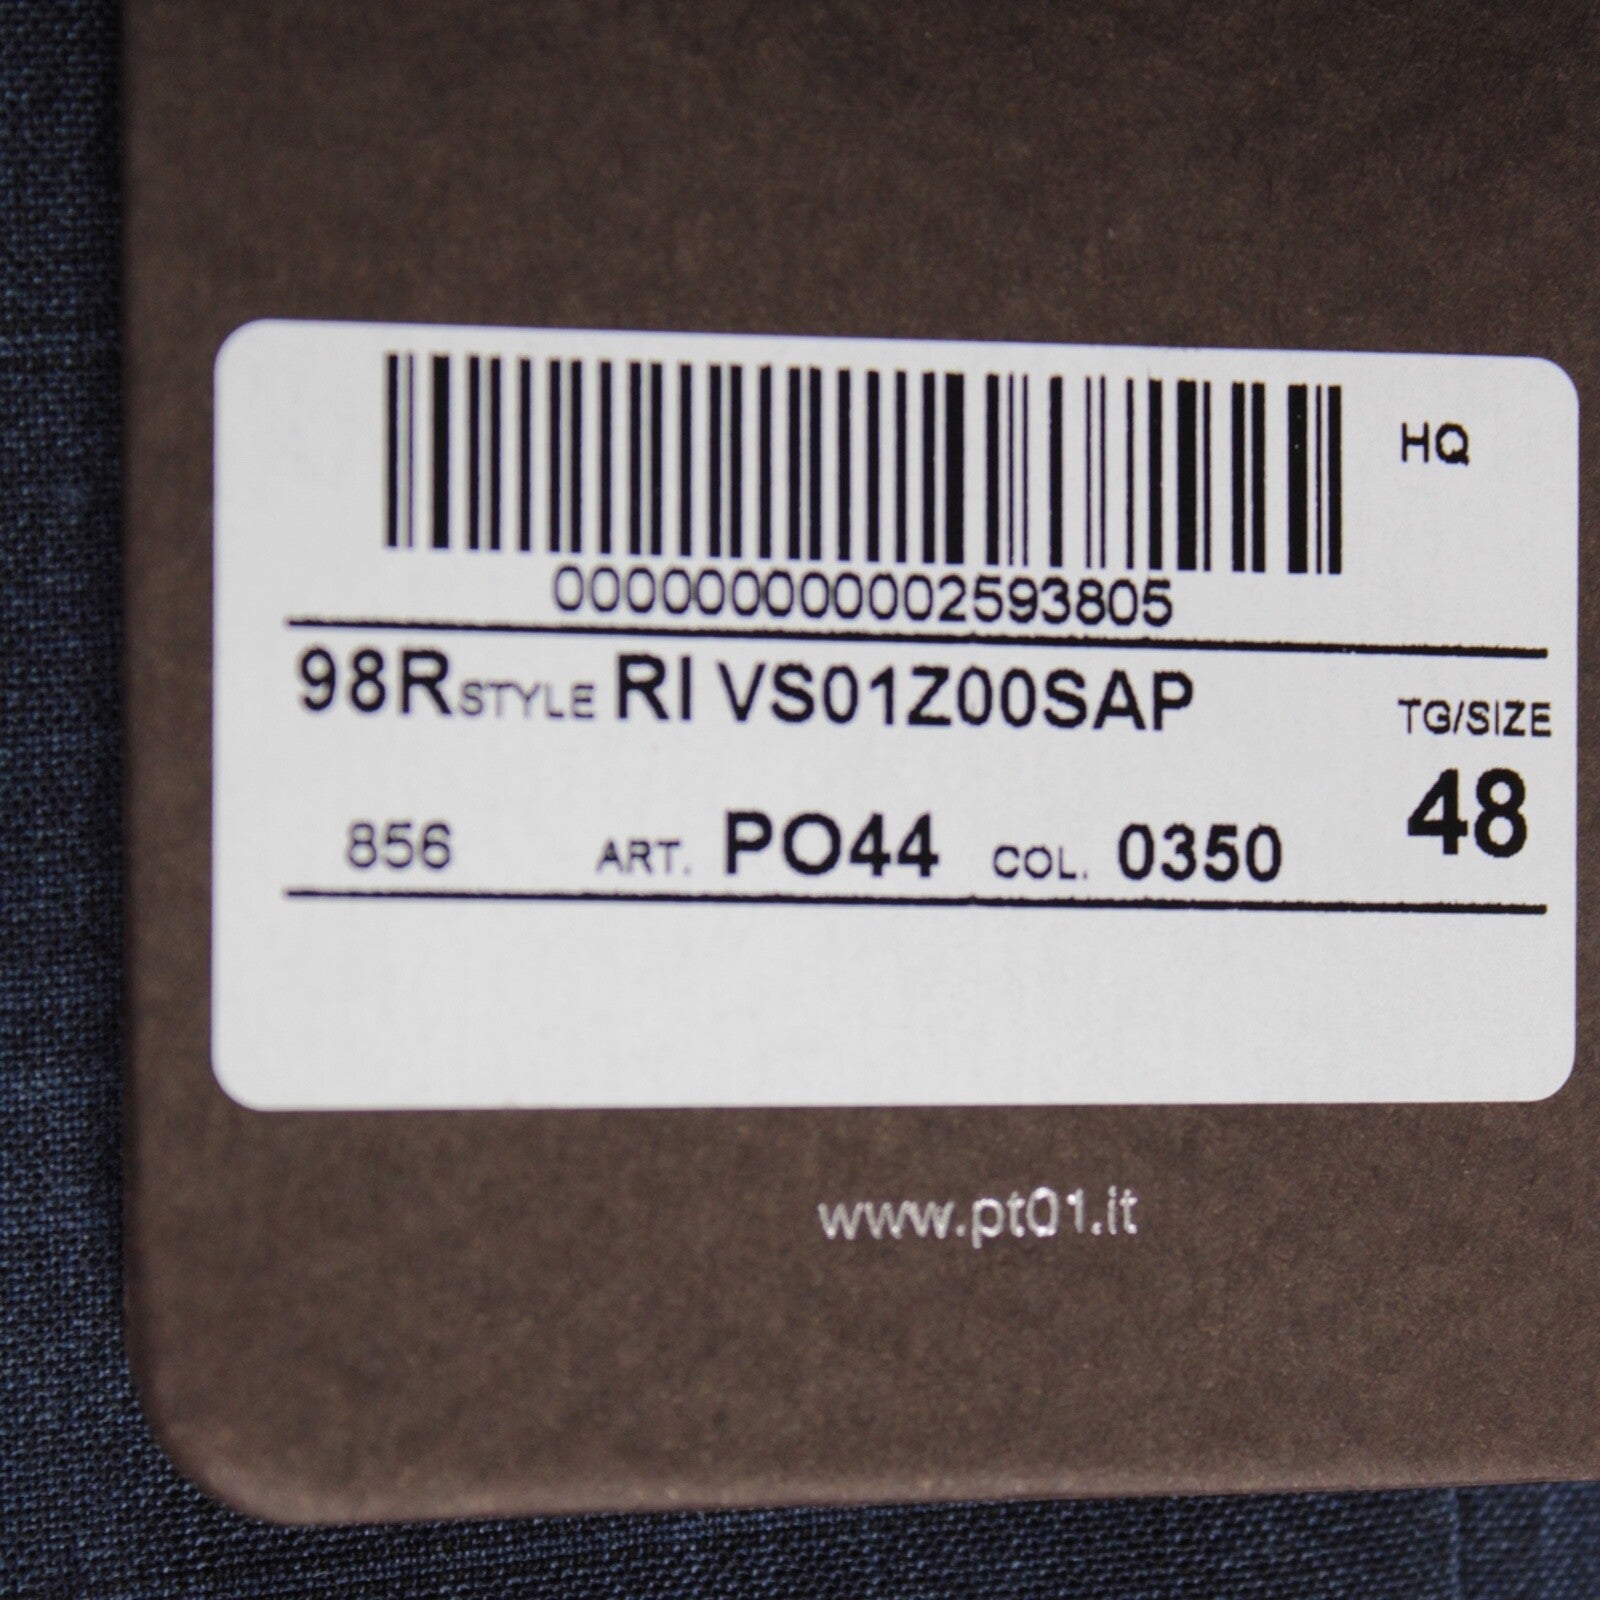 HQ
000000000002593805
98R STYLE RI VS01Z00SAP
TG/SIZE
48
856 ART. PO44 COL. 0350
www.pt01.it